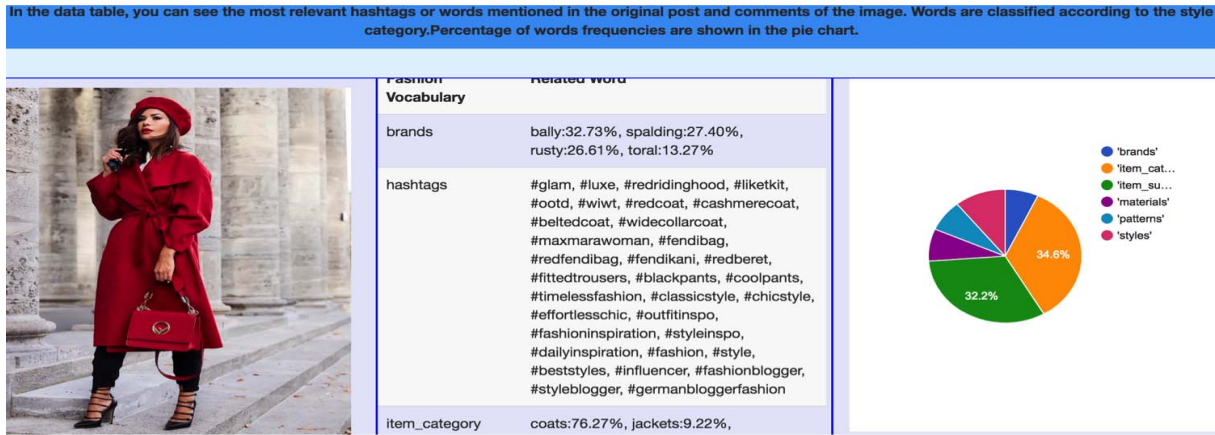 In the data table, you can see the most relevant hashtags or words mentioned in the original post and comments of the image. Words are classified according to the style
category.Percentage of words frequencies are shown in the pie chart.
Fashion Related Word
Vocabulary
brands bally:32.73%, spalding:27.40%,
rusty:26.61%, toral:13.27%
hashtags #glam, #luxe, #redridinghood, #liketkit,
#ootd, #wiwt, #redcoat, #cashmerecoat,
#beltedcoat, #widecollarcoat,
#maxmarawoman, #fendibag,
#redfendibag, #fendikani, #redberet,
#fittedtrousers, #blackpants, #coolpants,
#timelessfashion, #classicstyle, #chicstyle,
#effortlesschic, #outfitinspo,
#fashioninspiration, #styleinspo,
#dailyinspiration, #fashion, #style,
#beststyles, #influencer, #fashionblogger,
#styleblogger, #germanbloggerfashion
item_category coats:76.27%, jackets:9.22%,
'brands'
'item_cat...
'item_su...
'materials'
'patterns'
'styles'
34.6%
32.2%